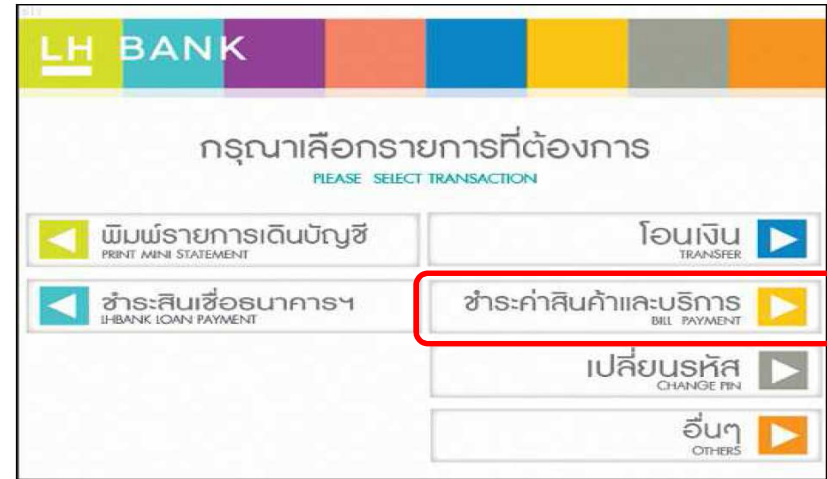 LH BANK
กรุณาเลือกรายการที่ต้องการ
PLEASE SELECT TRANSACTION
พิมพ์รายการเดินบัญชี
PRINT MINI STATEMENT
โอนเงิน
TRANSFER
ชำระสินเชื่อธนาคารฯ
LHBANK LOAN PAYMENT
ชำระค่าสินค้าและบริการ
BILL PAYMENT
เปลี่ยนรหัส
CHANGE PIN
อื่นๆ
OTHERS